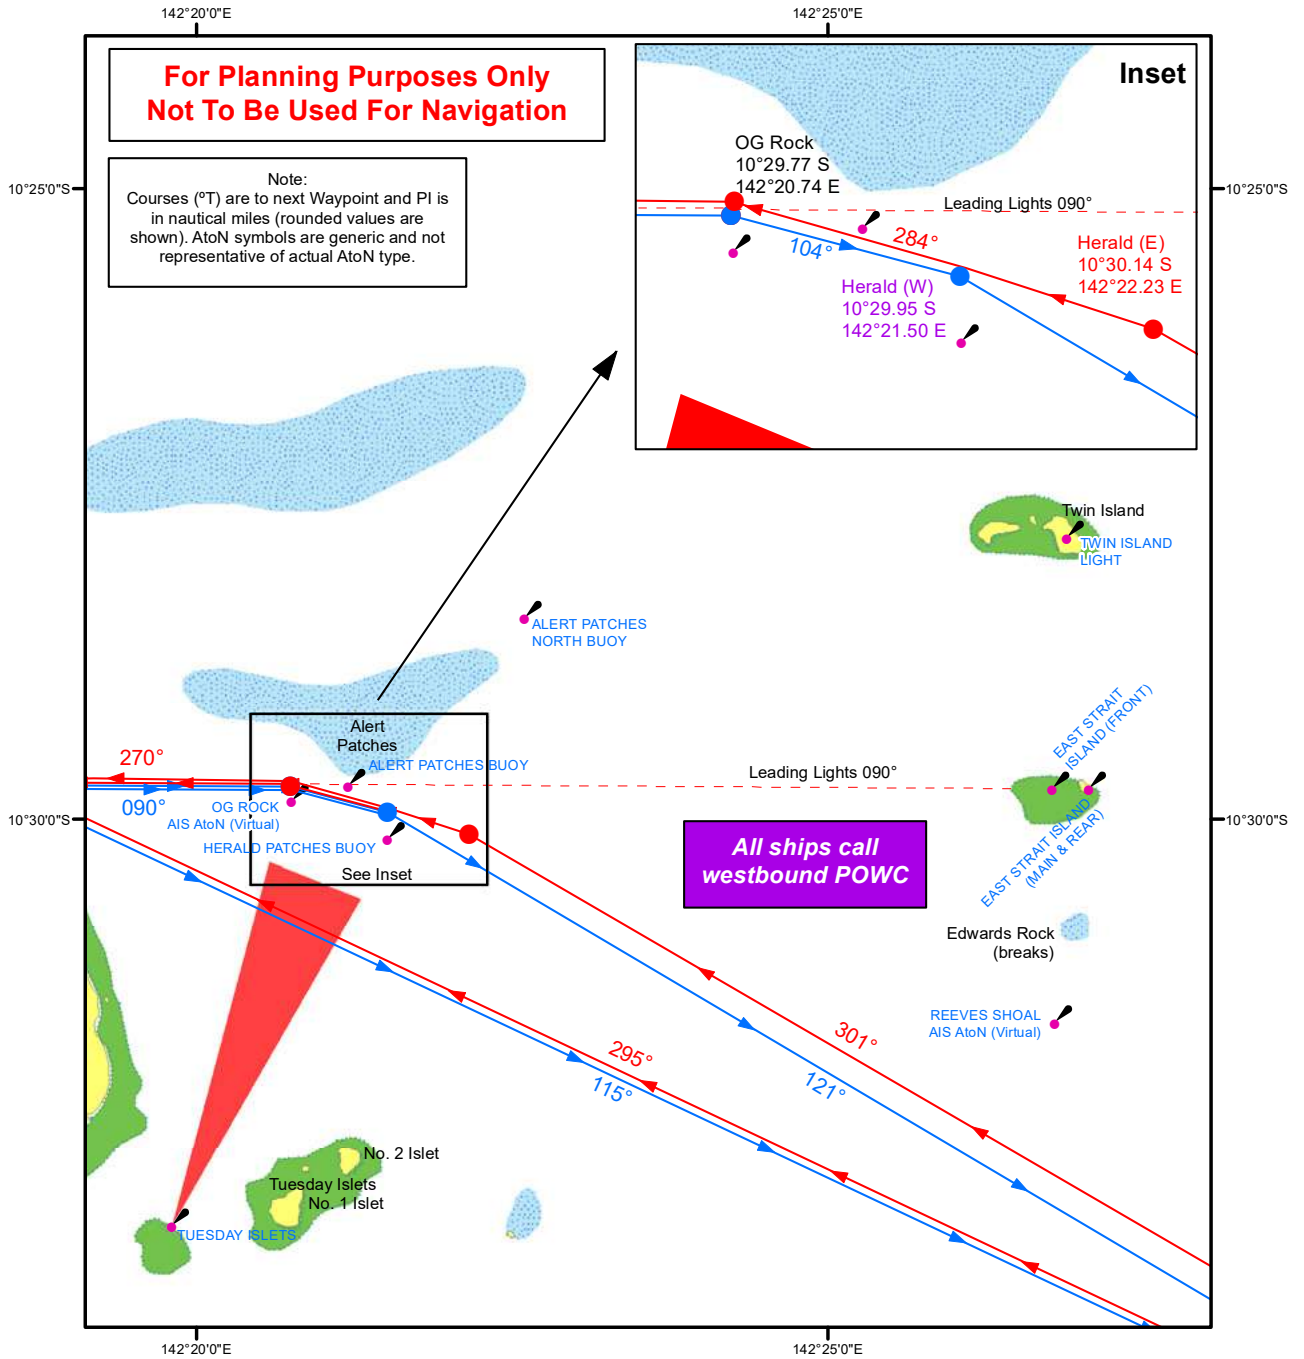 142°20'0"E
142°25'0"E
For Planning Purposes Only
Not To Be Used For Navigation
Inset
OG Rock
10°29.77 S
142°20.74 E
Note:
Courses (ºT) are to next Waypoint and PI is
in nautical miles (rounded values are
shown). AtoN symbols are generic and not
representative of actual AtoN type.
10°25'0"S
10°25'0"S
Leading Lights 090°
284°
104°
Herald (E)
10°30.14 S
142°22.23 E
Herald (W)
10°29.95 S
142°21.50 E
Twin Island
TWIN ISLAND
LIGHT
ALERT PATCHES
NORTH BUOY
EAST STRAIT
ISLAND (FRONT)
Alert
Patches
270°
ALERT PATCHES BUOY
Leading Lights 090°
090°
OG ROCK
AIS AtoN (Virtual)
10°30'0"S
10°30'0"S
HERALD PATCHES BUOY
All ships call
westbound POWC
EAST STRAIT ISLAND
(MAIN & REAR)
See Inset
Edwards Rock
(breaks)
REEVES SHOAL
AIS AtoN (Virtual)
301°
295°
121°
115°
No. 2 Islet
Tuesday Islets
No. 1 Islet
TUESDAY ISLETS
142°20'0"E
142°25'0"E